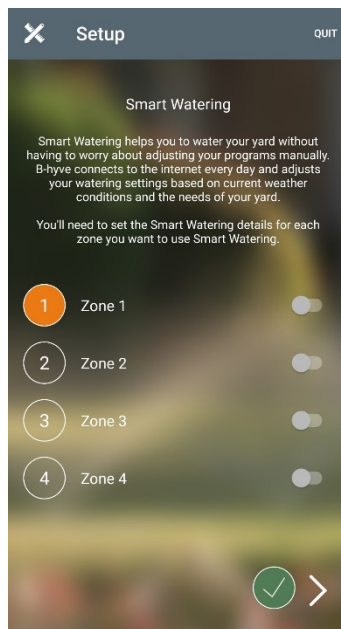 Setup
QUIT
Smart Watering
Smart Watering helps you to water your yard without
having to worry about adjusting your programs manually.
B-hyve connects to the internet every day and adjusts
your watering settings based on current weather
conditions and the needs of your yard.
You'll need to set the Smart Watering details for each
zone you want to use Smart Watering.
1 Zone 1
2 Zone 2
3 Zone 3
4 Zone 4